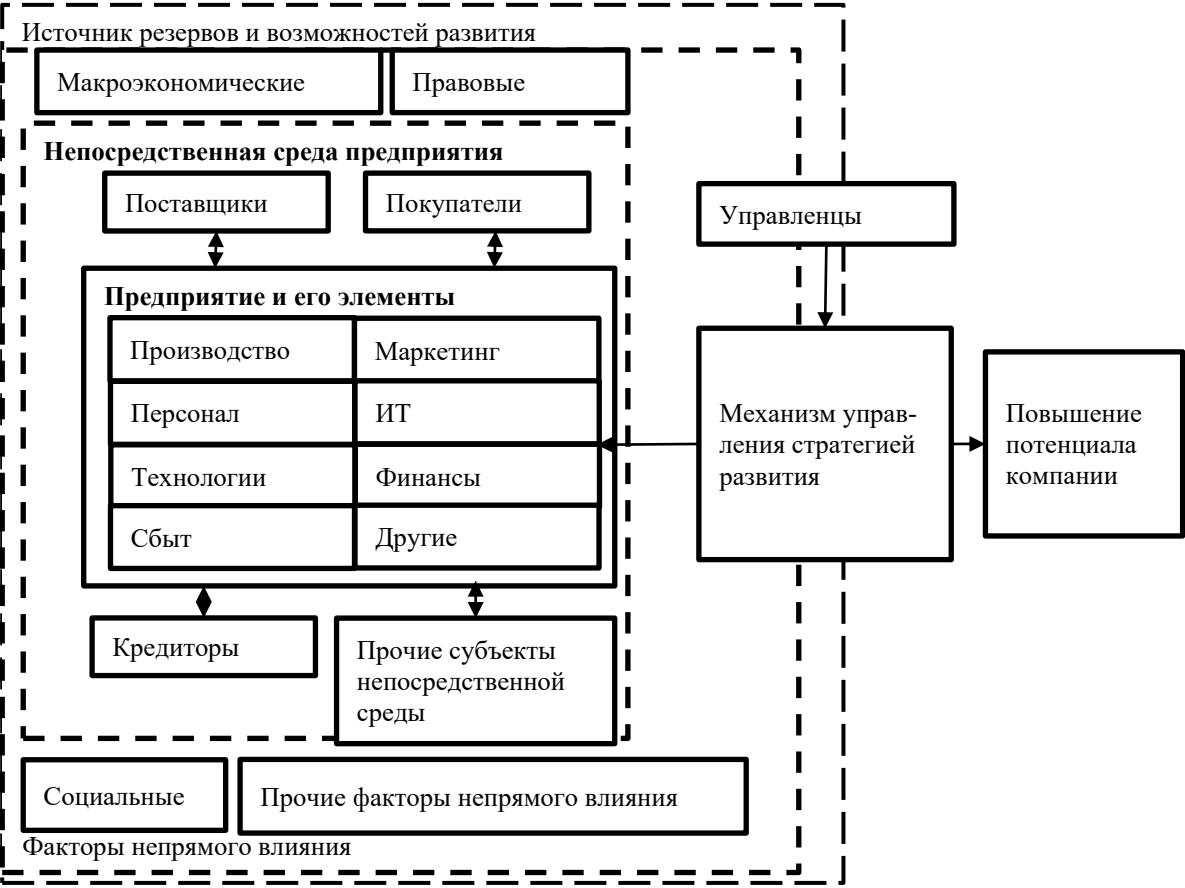 Источник резервов и возможностей развития
Макроэкономические
Правовые
Непосредственная среда предприятия
Поставщики
Покупатели
Управленцы
Предприятие и его элементы
Производство
Маркетинг
Персонал
ИТ
Технологии
Финансы
Сбыт
Другие
Механизм управ-
ления стратегией
развития
Повышение
потенциала
компании
Кредиторы
Прочие субъекты
непосредственной
среды
Социальные
Прочие факторы непрямого влияния
Факторы непрямого влияния